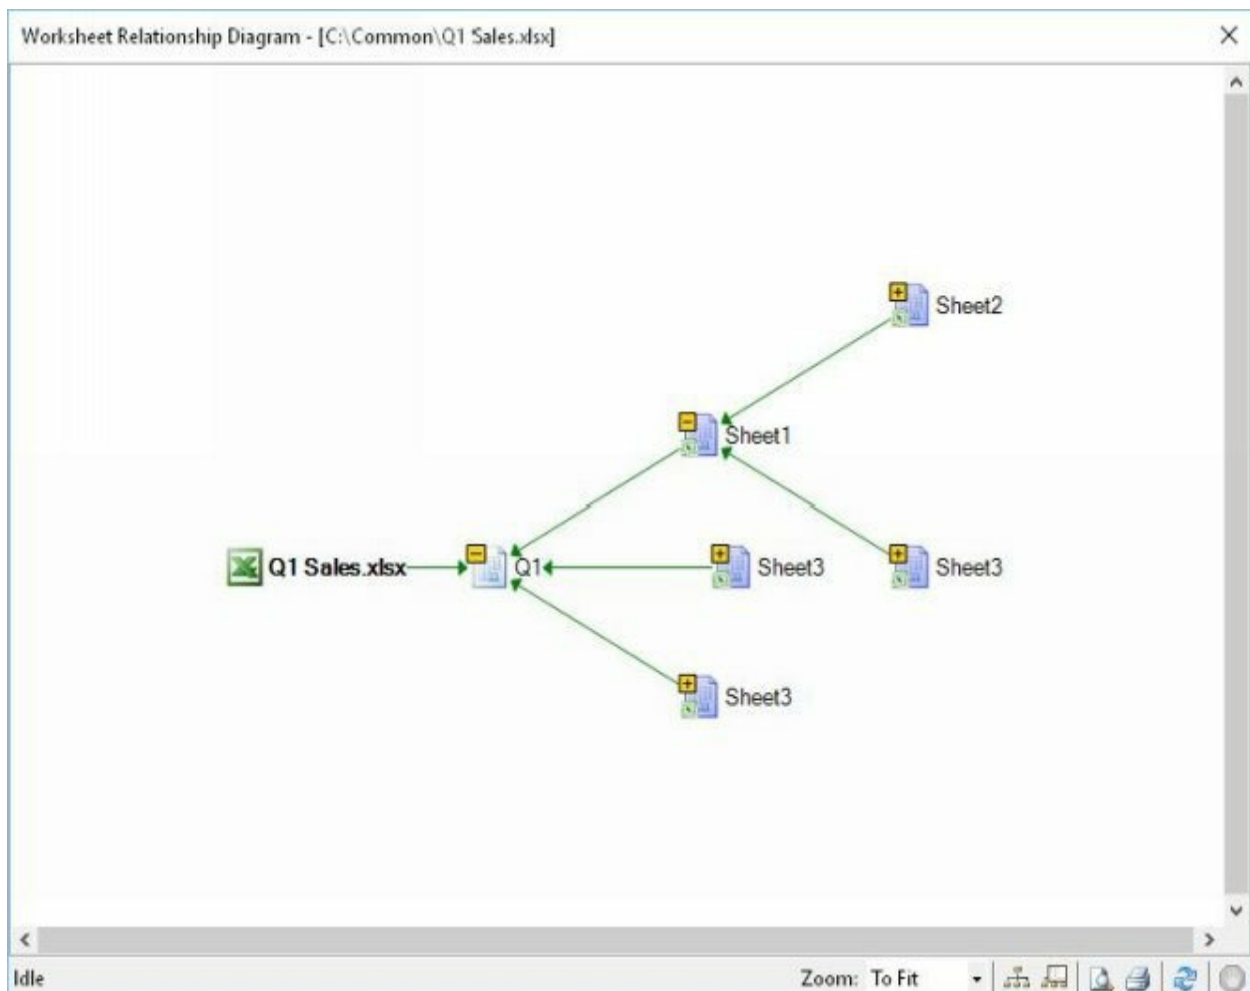 Worksheet Relationship Diagram - [C:\Common\Q1 Sales.xlsx]
Sheet2
Sheet1
Q1 Sales.xlsx
Q1
Sheet3
Sheet3
Sheet3
Idle
Zoom: To Fit